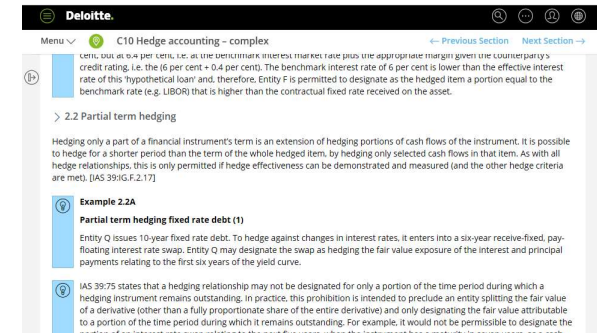 Deloitte.
Menu
C10 Hedge accounting – complex
← Previous Section Next Section →
cent, but at 6.4 per cent, i.e. at the benchmark interest market rate plus the appropriate margin given the counterparty's
credit rating, i.e. the (6 per cent + 0.4 per cent). The benchmark interest rate of 6 per cent is lower than the effective interest
rate of this 'hypothetical loan' and, therefore, Entity F is permitted to designate as the hedged item a portion equal to the
benchmark rate (e.g. LIBOR) that is higher than the contractual fixed rate received on the asset.
> 2.2 Partial term hedging
Hedging only a part of a financial instrument's term is an extension of hedging portions of cash flows of the instrument. It is possible
to hedge for a shorter period than the term of the whole hedged item, by hedging only selected cash flows in that item. As with all
hedge relationships, this is only permitted if hedge effectiveness can be demonstrated and measured (and the other hedge criteria
are met). [IAS 39:IG.F.2.17]
Example 2.2A
Partial term hedging fixed rate debt (1)
Entity Q issues 10-year fixed rate debt. To hedge against changes in interest rates, it enters into a six-year receive-fixed, pay-
floating interest rate swap. Entity Q may designate the swap as hedging the fair value exposure of the interest and principal
payments relating to the first six years of the yield curve.
IAS 39:75 states that a hedging relationship may not be designated for only a portion of the time period during which a
hedging instrument remains outstanding. In practice, this prohibition is intended to preclude an entity splitting the fair value
of a derivative (other than a fully proportionate share of the entire derivative) and only designating the fair value attributable
to a portion of the time period during which it remains outstanding. For example, it would not be permissible to designate the